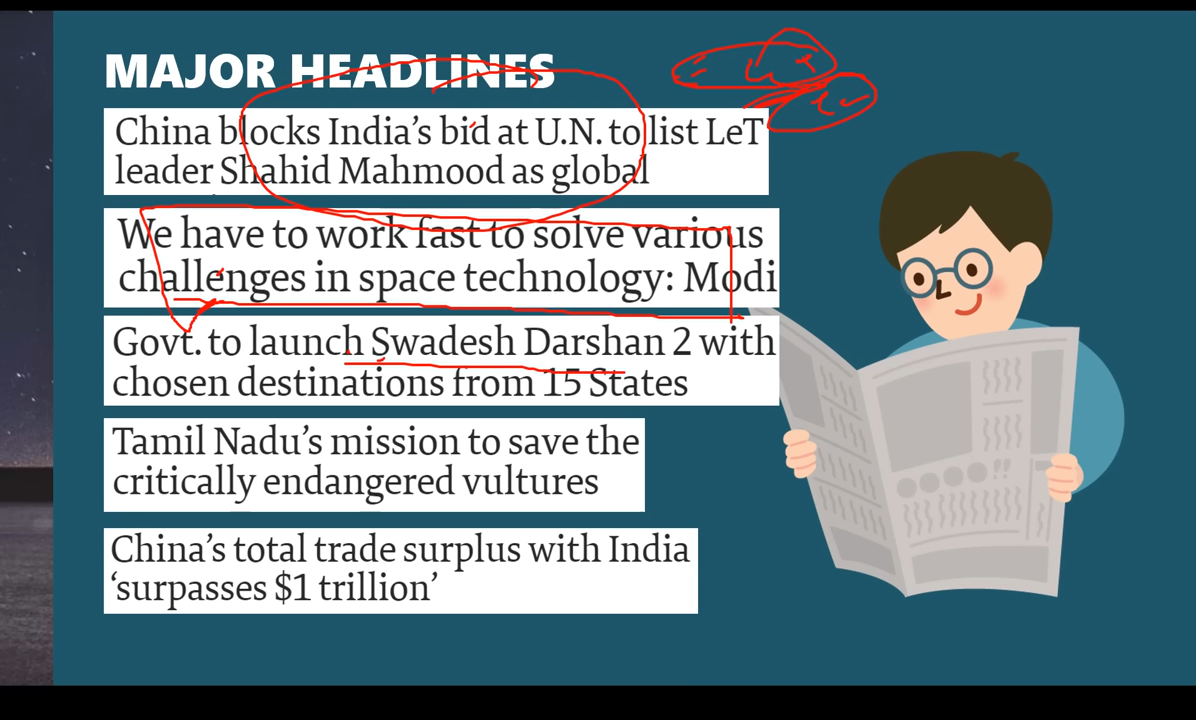 MAJOR HEADLINES
China blocks India's bid at U.N. to list LeT
leader Shahid Mahmood as global
We have to work fast to solve various
challenges in space technology: Modi
Govt. to launch Swadesh Darshan 2 with
chosen destinations from 15 States
Tamil Nadu's mission to save the
critically endangered vultures
China's total trade surplus with India
‘surpasses $1 trillion’